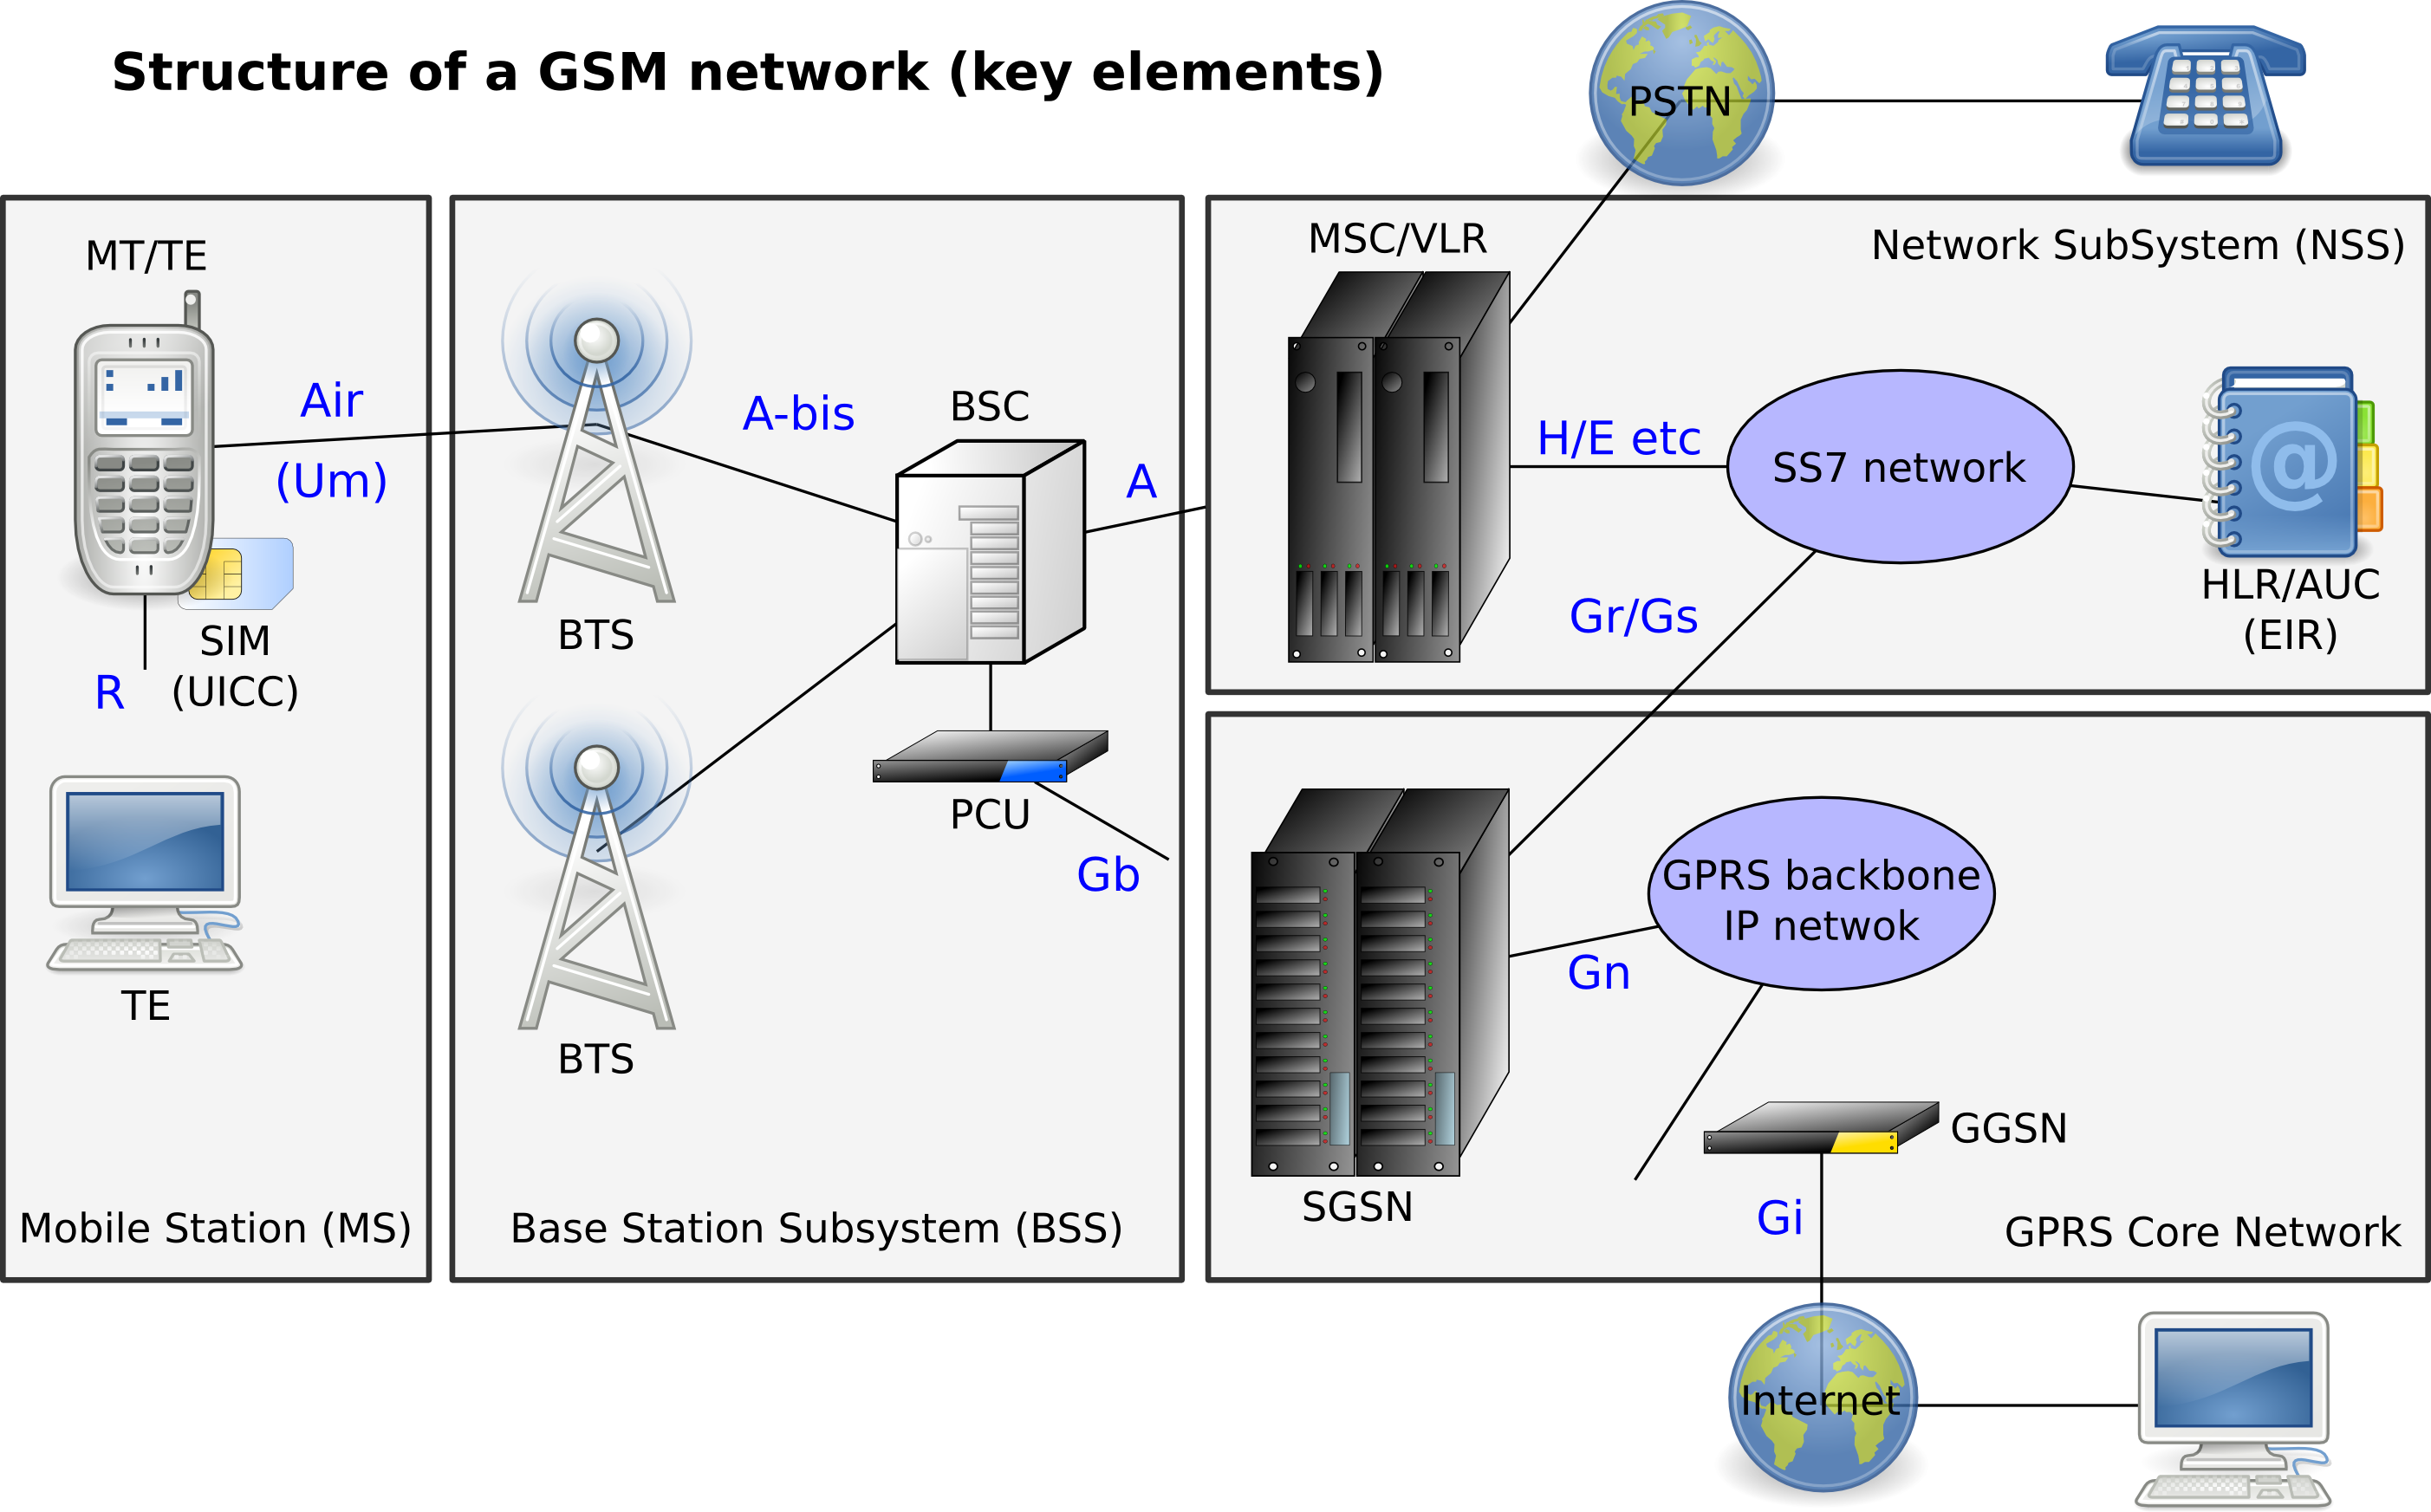 Structure of a GSM network (key elements)
PSTN
MT/TE
Air
(Um)
SIM
(UICC)
R
TE
Mobile Station (MS)
BTS
A-bis
BSC
A
PCU
Gb
BTS
Base Station Subsystem (BSS)
MSC/VLR
Network SubSystem (NSS)
H/E etc
SS7 network
Gr/Gs
HLR/AUC
(EIR)
GPRS backbone
IP netwok
Gn
SGSN
GGSN
Gi
GPRS Core Network
Internet
@